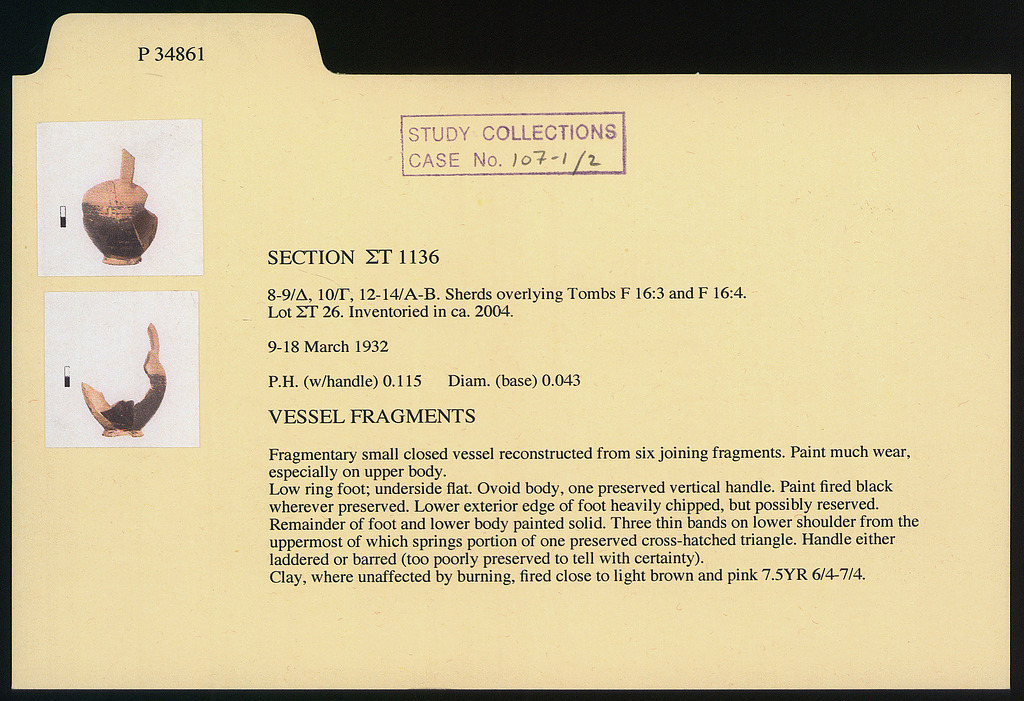 P 34861
STUDY COLLECTIONS
CASE No. 107-1/2
SECTION ΣΤ 1136
8-9/Δ, 10/Γ, 12-14/A-B. Sherds overlying Tombs F 16:3 and F 16:4.
Lot ΣΤ 26. Inventoried in ca. 2004.
9-18 March 1932
P.H. (w/handle) 0.115 Diam. (base) 0.043
VESSEL FRAGMENTS
Fragmentary small closed vessel reconstructed from six joining fragments. Paint much wear,
especially on upper body.
Low ring foot; underside flat. Ovoid body, one preserved vertical handle. Paint fired black
wherever preserved. Lower exterior edge of foot heavily chipped, but possibly reserved.
Remainder of foot and lower body painted solid. Three thin bands on lower shoulder from the
uppermost of which springs portion of one preserved cross-hatched triangle. Handle either
laddered or barred (too poorly preserved to tell with certainty).
Clay, where unaffected by burning, fired close to light brown and pink 7.5YR 6/4-7/4.